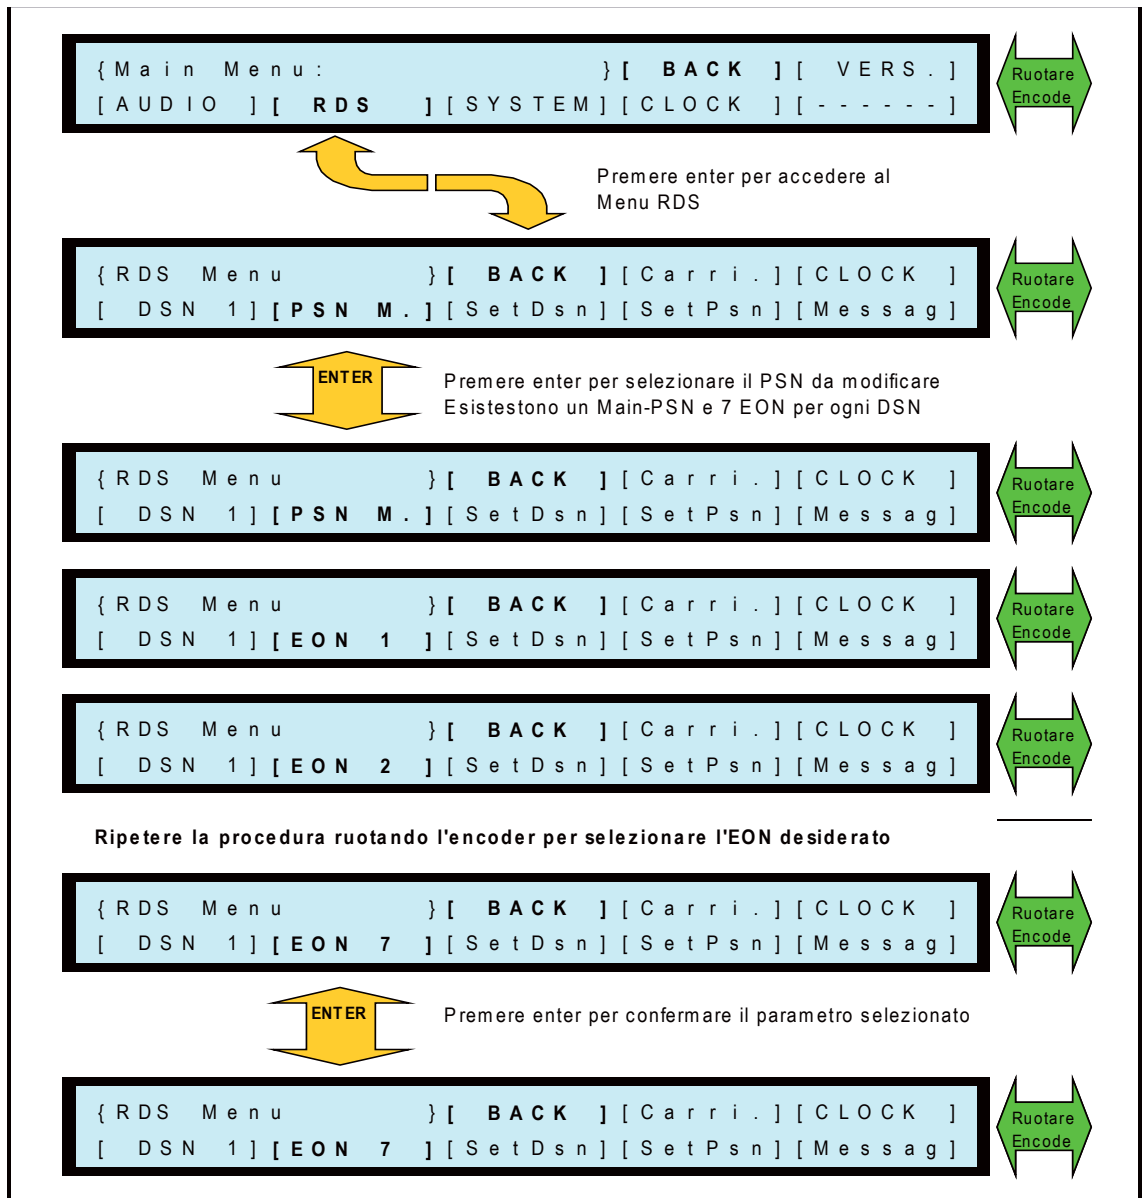 {Main Menu: }[ BACK ][ VERS.]
[AUDIO ][ RDS ][SYSTEM][CLOCK ][------]
Ruotare
Encode
Premere enter per accedere al
Menu RDS
{RDS Menu }[ BACK ][Carri.][CLOCK ]
[ DSN 1][PSN M.][SetDsn][SetPsn][Messag]
Ruotare
Encode
ENTER
Premere enter per selezionare il PSN da modificare
Esistestono un Main-PSN e 7 EON per ogni DSN
{RDS Menu }[ BACK ][Carri.][CLOCK ]
[ DSN 1][PSN M.][SetDsn][SetPsn][Messag]
Ruotare
Encode
{RDS Menu }[ BACK ][Carri.][CLOCK ]
[ DSN 1][EON 1 ][SetDsn][SetPsn][Messag]
Ruotare
Encode
{RDS Menu }[ BACK ][Carri.][CLOCK ]
[ DSN 1][EON 2 ][SetDsn][SetPsn][Messag]
Ruotare
Encode
Ripetere la procedura ruotando l'encoder per selezionare l'EON desiderato
{RDS Menu }[ BACK ][Carri.][CLOCK ]
[ DSN 1][EON 7 ][SetDsn][SetPsn][Messag]
Ruotare
Encode
ENTER
Premere enter per confermare il parametro selezionato
{RDS Menu }[ BACK ][Carri.][CLOCK ]
[ DSN 1][EON 7 ][SetDsn][SetPsn][Messag]
Ruotare
Encode